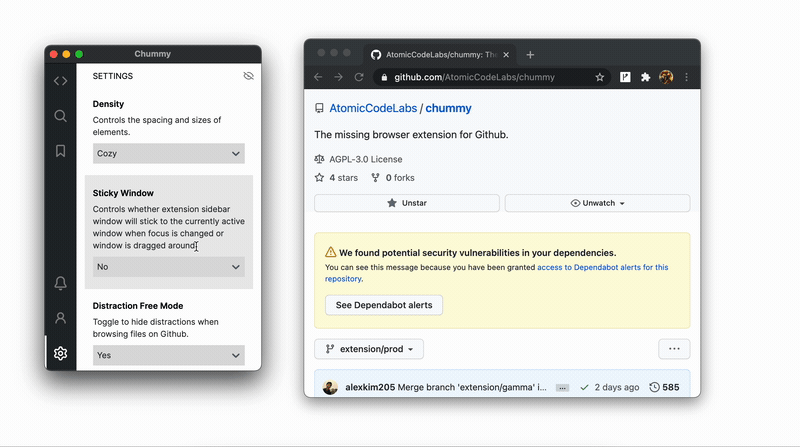 Chummy
SETTINGS
Density
Controls the spacing and sizes of
elements.
Cozy
Sticky Window
Controls whether extension sidebar
window will stick to the currently active
window when focus is changed or
window is dragged around.
No
Distraction Free Mode
Toggle to hide distractions when
browsing files on Github.
Yes
AtomicCodeLabs/chummy: The
github.com/AtomicCodeLabs/chummy
AtomicCodeLabs / chummy
The missing browser extension for Github.
AGPL-3.0 License
4 stars 0 forks
Unstar Unwatch
We found potential security vulnerabilities in your dependencies.
You can see this message because you have been granted access to Dependabot alerts for this
repository.
See Dependabot alerts
extension/prod
alexkim205 Merge branch 'extension/gamma' i... 2 days ago 585